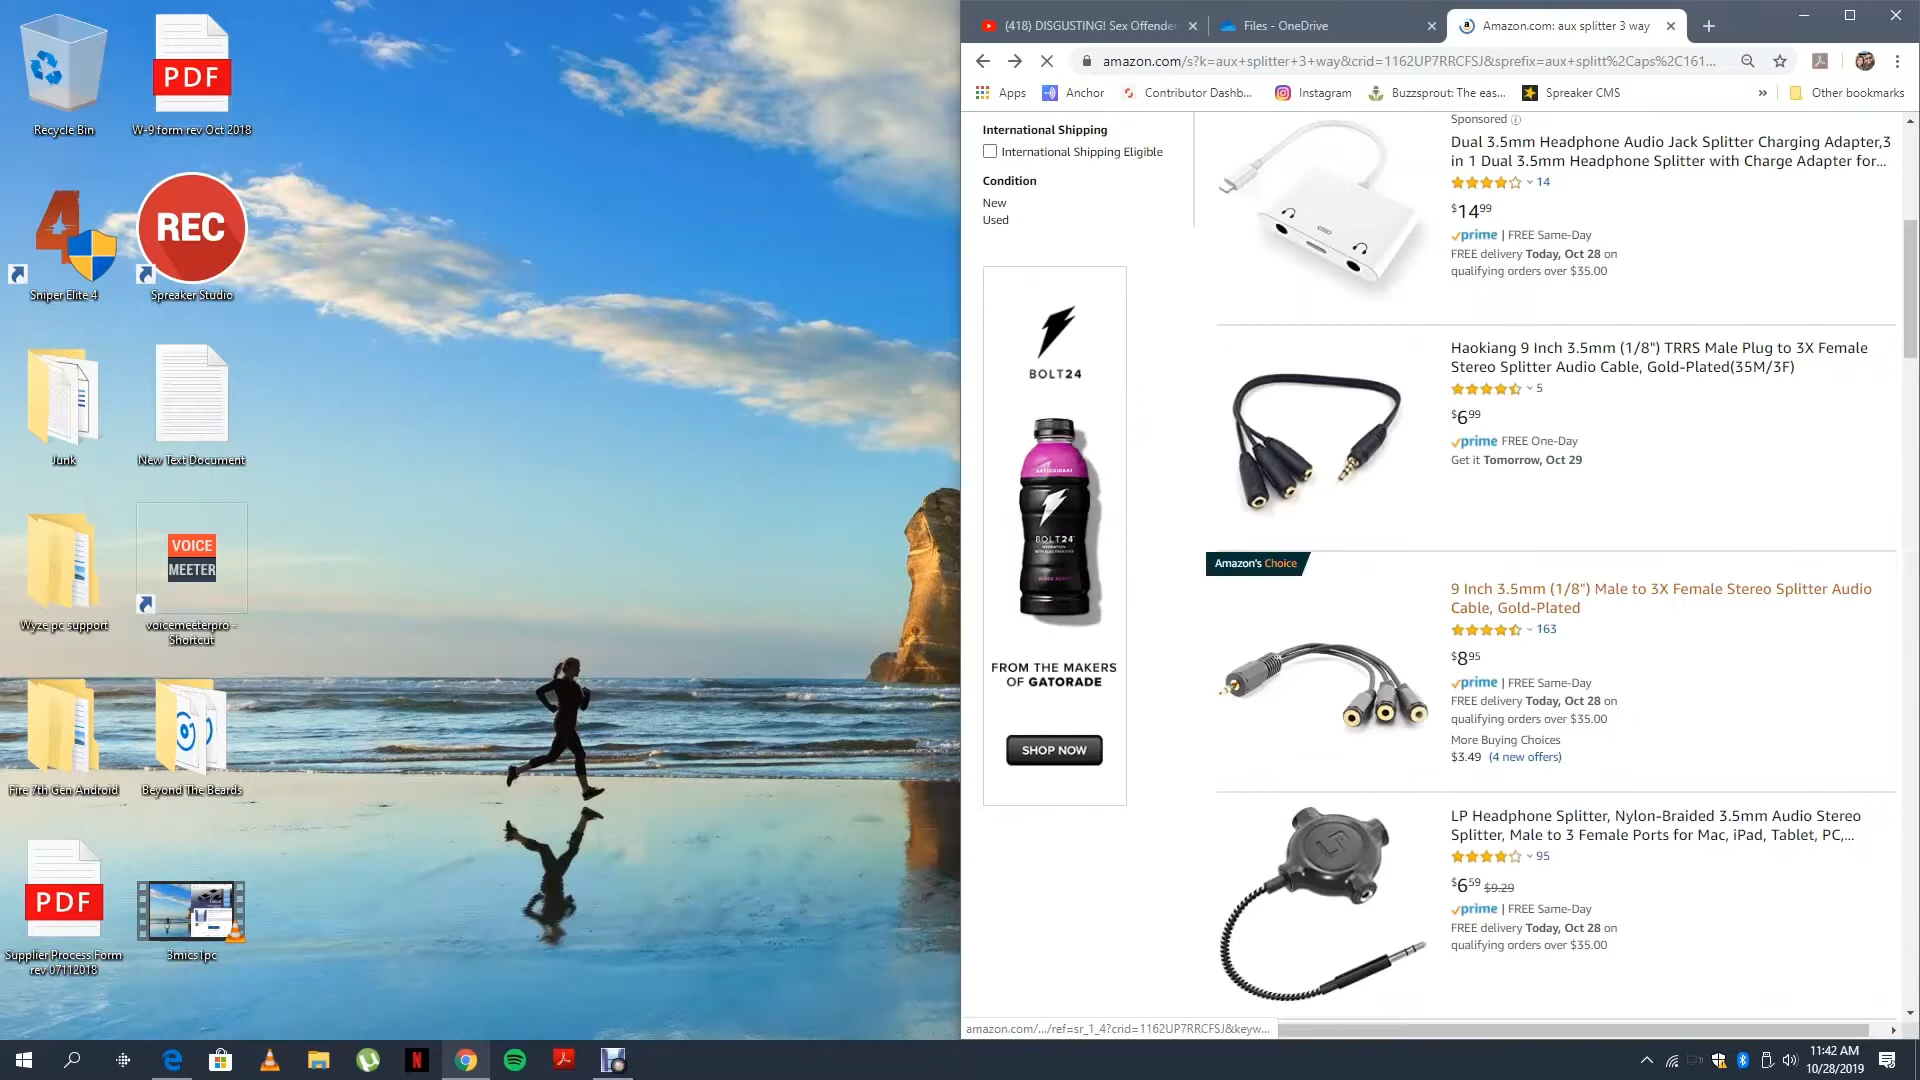 Recycle Bin
PDF
W-9 form rev Oct 2018
4
Sniper Elite 4
REC
Spreaker Studio
Junk
New Text Document
Wyze pc support
VOICE
MEETER
voicemeeterpro -
Shortcut
Fire 7th Gen Android
Beyond The Beards
PDF
Supplier Process Form
rev 07112018
3mics1pc
(418) DISGUSTING! Sex Offende
Files - OneDrive
Amazon.com: aux splitter 3 way
amazon.com/s?k=aux+splitter+3+way&crid=1162UP7RRCFSJ&sprefix=aux+splitt%2Caps%2C161...
Apps
Anchor
Contributor Dashb...
Instagram
Buzzsprout: The eas...
Spreaker CMS
»
Other bookmarks
International Shipping
International Shipping Eligible
Condition
New
Used
BOLT24
ANTIOXIDANT
BOLT24
FROM THE MAKERS
OF GATORADE
SHOP NOW
Sponsored
Dual 3.5mm Headphone Audio Jack Splitter Charging Adapter,3
in 1 Dual 3.5mm Headphone Splitter with Charge Adapter for...
14
$14⁹⁹
prime | FREE Same-Day
FREE delivery Today, Oct 28 on
qualifying orders over $35.00
Haokiang 9 Inch 3.5mm (1/8") TRRS Male Plug to 3X Female
Stereo Splitter Audio Cable, Gold-Plated(35M/3F)
5
$6⁹⁹
prime FREE One-Day
Get it Tomorrow, Oct 29
Amazon's Choice
9 Inch 3.5mm (1/8") Male to 3X Female Stereo Splitter Audio
Cable, Gold-Plated
163
$8⁹⁵
prime | FREE Same-Day
FREE delivery Today, Oct 28 on
qualifying orders over $35.00
More Buying Choices
$3.49 (4 new offers)
LP
LP Headphone Splitter, Nylon-Braided 3.5mm Audio Stereo
Splitter, Male to 3 Female Ports for Mac, iPad, Tablet, PC,...
95
$6⁵⁹ $9.29
prime | FREE Same-Day
FREE delivery Today, Oct 28 on
qualifying orders over $35.00
amazon.com/.../ref=sr_1_4?crid=1162UP7RRCFSJ&keyw...
11:42 AM
10/28/2019